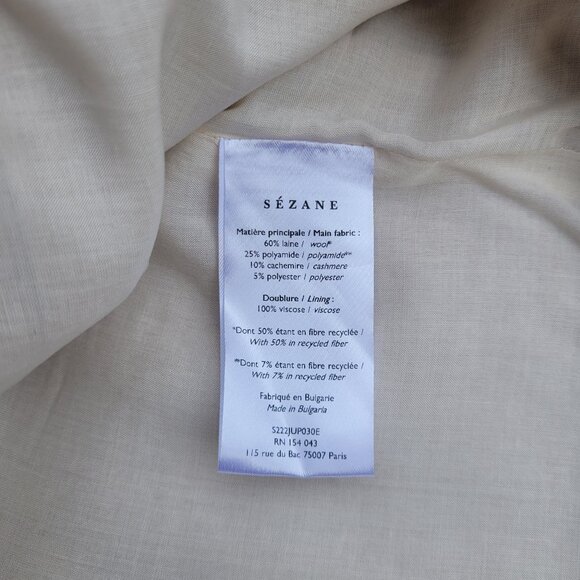 SÉZANE
Matière principale / Main fabric :
60% laine / wool*
25% polyamide / polyamide**
10% cachemire / cashmere
5% polyester / polyester
Doublure / Lining :
100% viscose / viscose
*Dont 50% étant en fibre recyclée /
With 50% in recycled fiber
**Dont 7% étant en fibre recyclée /
With 7% in recycled fiber
Fabriqué en Bulgarie
Made in Bulgaria
S222JUP030E
RN 154 043
115 rue du Bac 75007 Paris